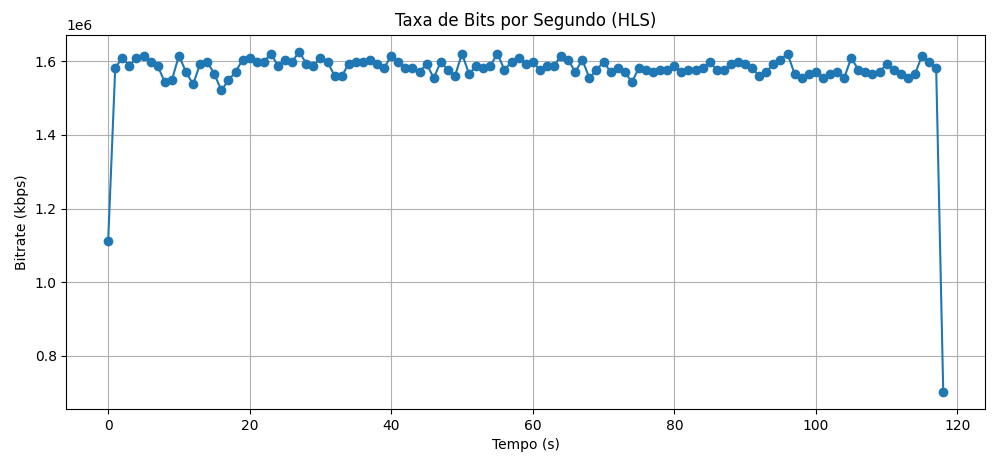 Taxa de Bits por Segundo (HLS)
1e6
1.6
1.4
1.2
1.0
0.8
Bitrate (kbps)
0 20 40 60 80 100 120
Tempo (s)